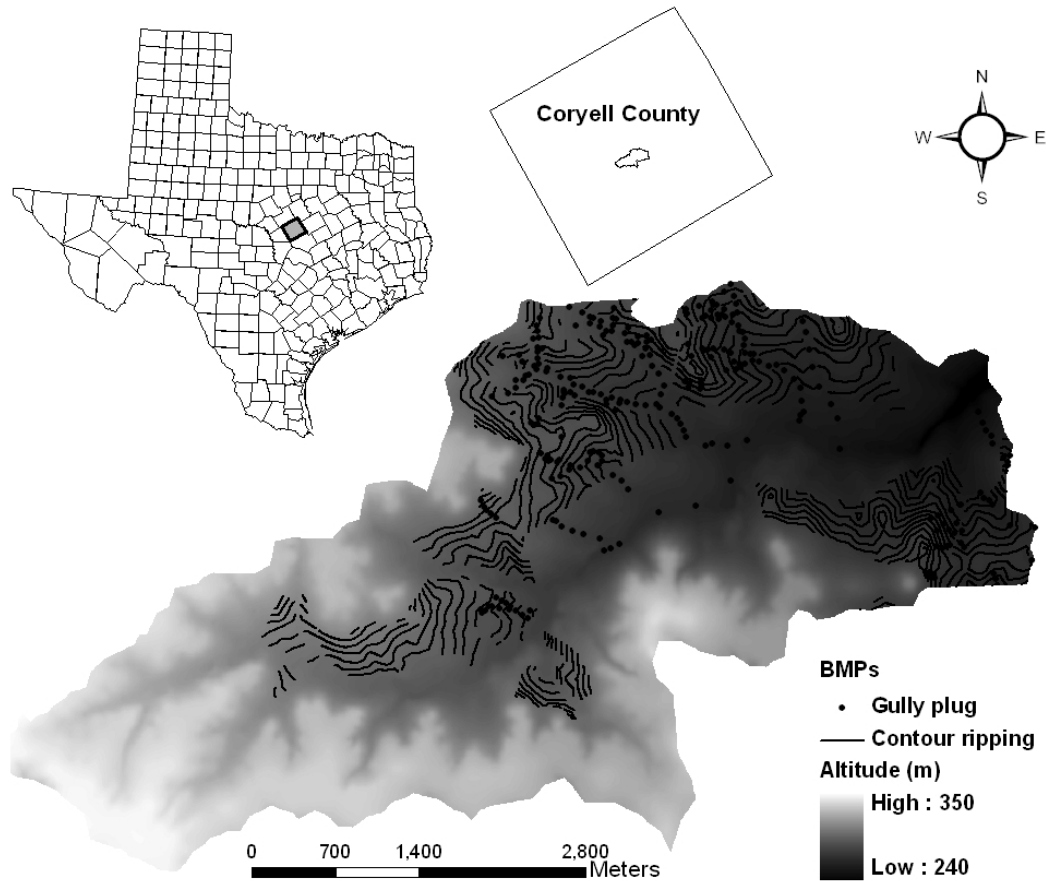 Coryell County
N
W
E
S
BMPs
Gully plug
Contour ripping
Altitude (m)
High : 350
Low : 240
0 700 1,400 2,800
Meters